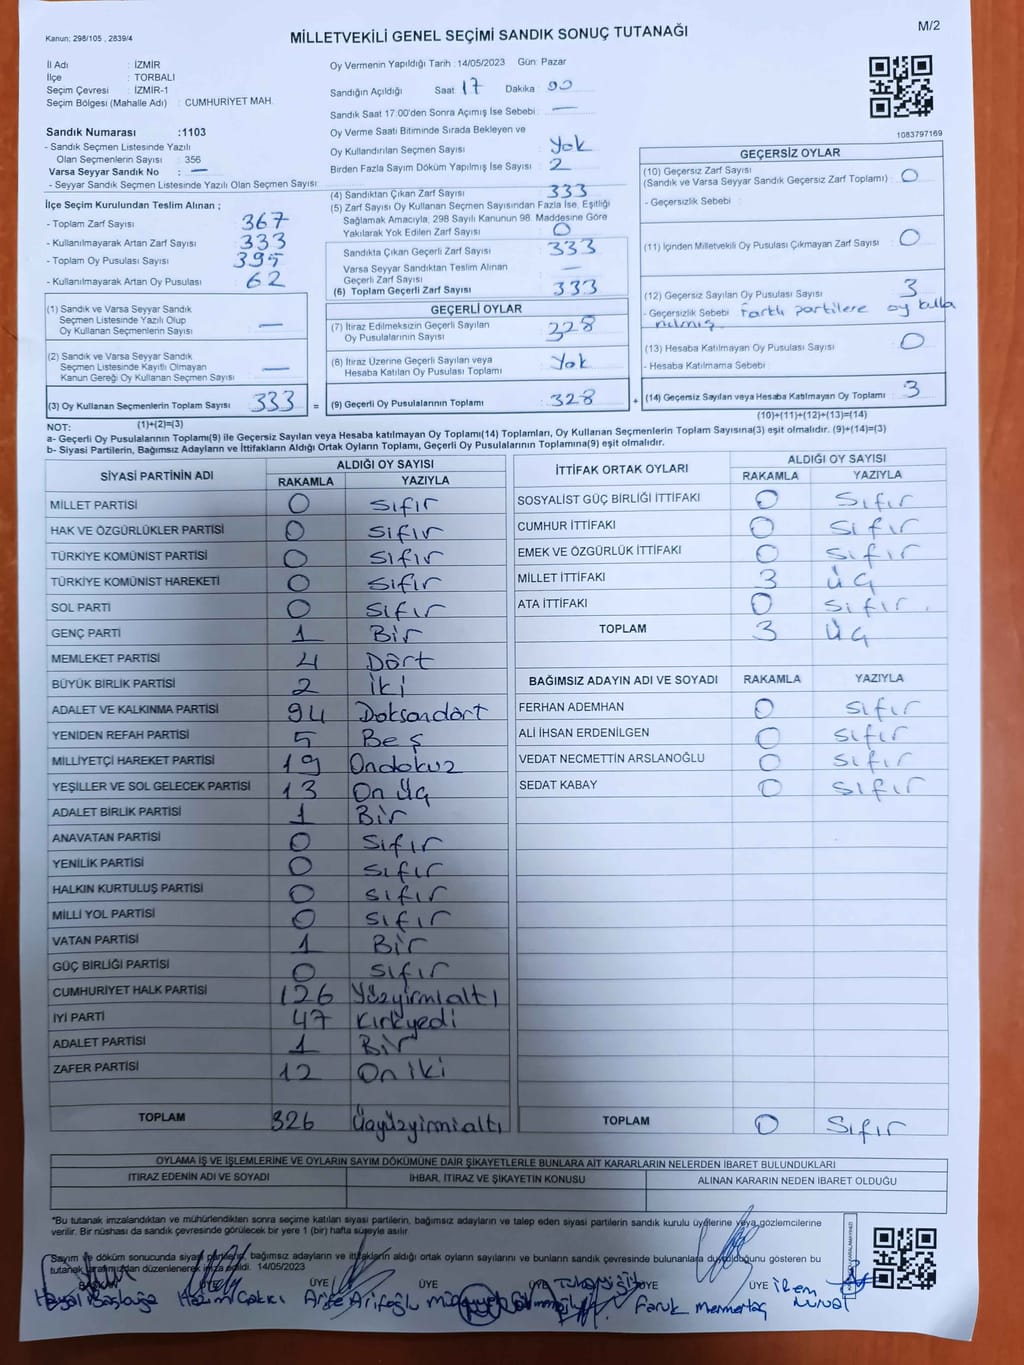 Kanun; 298/105 , 2839/4
MİLLETVEKİLİ GENEL SEÇİMİ SANDIK SONUÇ TUTANAĞI
M/2
İl Adı : İZMİR
İlçe : TORBALI
Seçim Çevresi : İZMİR-1
Seçim Bölgesi (Mahalle Adı) : CUMHURİYET MAH.
Oy Vermenin Yapıldığı Tarih :14/05/2023 Gün: Pazar
Sandığın Açıldığı Saat 17 Dakika : 00
Sandık Saat 17:00'den Sonra Açımış İse Sebebi : —
1083797169
Sandık Numarası :1103
- Sandık Seçmen Listesinde Yazılı
Olan Seçmenlerin Sayısı : 356
Varsa Seyyar Sandık No : —
- Seyyar Sandık Seçmen Listesinde Yazılı Olan Seçmen Sayısı:
Oy Verme Saati Bitiminde Sırada Bekleyen ve
Oy Kullandırılan Seçmen Sayısı : Yok
Birden Fazla Sayım Döküm Yapılmış İse Sayısı : 2
(4) Sandıktan Çıkan Zarf Sayısı : 333
(5) Zarf Sayısı Oy Kullanan Seçmen Sayısından Fazla İse, Eşitliği
Sağlamak Amacıyla, 298 Sayılı Kanunun 98. Maddesine Göre
Yakılarak Yok Edilen Zarf Sayısı : 0
İlçe Seçim Kurulundan Teslim Alınan ;
- Toplam Zarf Sayısı : 367
- Kullanılmayarak Artan Zarf Sayısı : 333
- Toplam Oy Pusulası Sayısı : 395
- Kullanılmayarak Artan Oy Pusulası : 62
Sandıkta Çıkan Geçerli Zarf Sayısı : 333
Varsa Seyyar Sandıktan Teslim Alınan
Geçerli Zarf Sayısı : —
(6) Toplam Geçerli Zarf Sayısı : 333
GEÇERSİZ OYLAR
(10) Geçersiz Zarf Sayısı
(Sandık ve Varsa Seyyar Sandık Geçersiz Zarf Toplamı) : 0
- Geçersizlik Sebebi :
(11) İçinden Milletvekili Oy Pusulası Çıkmayan Zarf Sayısı : 0
(12) Geçersiz Sayılan Oy Pusulası Sayısı : 3
- Geçersizlik Sebebi : Farklı partilere oy kulla
nılmış
(13) Hesaba Katılmayan Oy Pusulası Sayısı : 0
- Hesaba Katılmama Sebebi :
(14) Geçersiz Sayılan veya Hesaba Katılmayan Oy Toplamı : 3
(10)+(11)+(12)+(13)=(14)
(1) Sandık ve Varsa Seyyar Sandık
Seçmen Listesinde Yazılı Olup
Oy Kullanan Seçmenlerin Sayısı : —
(2) Sandık ve Varsa Seyyar Sandık
Seçmen Listesinde Kayıtlı Olmayan
Kanun Gereği Oy Kullanan Seçmen Sayısı : —
(3) Oy Kullanan Seçmenlerin Toplam Sayısı : 333 =
(1)+(2)=(3)
GEÇERLİ OYLAR
(7) İtiraz Edilmeksizin Geçerli Sayılan
Oy Pusulalarının Sayısı : 328
(8) İtiraz Üzerine Geçerli Sayılan veya
Hesaba Katılan Oy Pusulası Toplamı : Yok
(9) Geçerli Oy Pusulalarının Toplamı : 328 +
NOT:
a- Geçerli Oy Pusulasının Toplamı(9) ile Geçersiz Sayılan veya Hesaba katılmayan Oy Toplamı(14) Toplamları, Oy Kullanan Seçmenlerin Toplam Sayısına(3) eşit olmalıdır. (9)+(14)=(3)
b- Siyasi Partilerin, Bağımsız Adayların ve İttifakların Aldığı Ortak Oyların Toplamı, Geçerli Oy Pusulalarının Toplamına(9) eşit olmalıdır.
SİYASİ PARTİNİN ADI ALDIĞI OY SAYISI
RAKAMLA YAZIYLA
MİLLET PARTİSİ 0 sıfır
HAK VE ÖZGÜRLÜKLER PARTİSİ 0 sıfır
TÜRKİYE KOMÜNİST PARTİSİ 0 sıfır
TÜRKİYE KOMÜNİST HAREKETİ 0 sıfır
SOL PARTİ 0 sıfır
GENÇ PARTİ 1 Bir
MEMLEKET PARTİSİ 4 Dört
BÜYÜK BİRLİK PARTİSİ 2 iki
ADALET VE KALKINMA PARTİSİ 94 Doksandört
YENİDEN REFAH PARTİSİ 5 Beş
MİLLİYETÇİ HAREKET PARTİSİ 19 Ondokuz
YEŞİLLER VE SOL GELECEK PARTİSİ 13 On Üç
ADALET BİRLİK PARTİSİ 1 Bir
ANAVATAN PARTİSİ 0 sıfır
YENİLİK PARTİSİ 0 sıfır
HALKIN KURTULUŞ PARTİSİ 0 sıfır
MİLLİ YOL PARTİSİ 0 sıfır
VATAN PARTİSİ 1 Bir
GÜÇ BİRLİĞİ PARTİSİ 0 sıfır
CUMHURİYET HALK PARTİSİ 126 Yüzyirmialtı
İYİ PARTİ 47 Kırkyedi
ADALET PARTİSİ 1 Bir
ZAFER PARTİSİ 12 On iki
TOPLAM 326 Üçyüzyirmialtı
İTTİFAK ORTAK OYLARI ALDIĞI OY SAYISI
RAKAMLA YAZIYLA
SOSYALİST GÜÇ BİRLİĞİ İTTİFAKI 0 sıfır
CUMHUR İTTİFAKI 0 sıfır
EMEK VE ÖZGÜRLÜK İTTİFAKI 0 sıfır
MİLLET İTTİFAKI 3 Üç
ATA İTTİFAKI 0 sıfır.
TOPLAM 3 Üç
BAĞIMSIZ ADAYIN ADI VE SOYADI RAKAMLA YAZIYLA
FERHAN ADEMHAN 0 sıfır
ALİ İHSAN ERDENİLGEN 0 sıfır
VEDAT NECMETTİN ARSLANOĞLU 0 sıfır
SEDAT KABAY 0 sıfır
TOPLAM 0 Sıfır
OYLAMA İŞ VE İŞLEMLERİNE VE OYLARIN SAYIM DÖKÜMÜNE DAİR ŞİKAYETLERLE BUNLARA AİT KARARLARIN NELERDEN İBARET BULUNDUKLARI
İTİRAZ EDENİN ADI VE SOYADI İHBAR, İTİRAZ VE ŞİKAYETİN KONUSU ALINAN KARARIN NEDEN İBARET OLDUĞU
"Bu tutanak imzalandıktan ve mühürlendikten sonra seçime katılan siyasi partilerin, bağımsız adayların ve talep eden siyasi partilerin sandık kurulu üyelerine veya gözlemcilerine
verilir. Bir nüshası da sandık çevresinde görülecek bir yere 1 (bir) hafta süreyle asılır
Sayım ve döküm sonucunda siyasi partilerin, bağımsız adayların ve ittifakların aldığı ortak oyların sayılarını ve bunların sandık çevresinde bulunanlara duyurulduğunu gösteren bu
tutanak tarafımızdan düzenlenerek imza edildi. 14/05/2023
BAŞKAN ÜYE ÜYE ÜYE ÜYE ÜYE ÜYE
Hazım Çakıcı Arife Arifoğlu Faruk Mermertaş İlkem